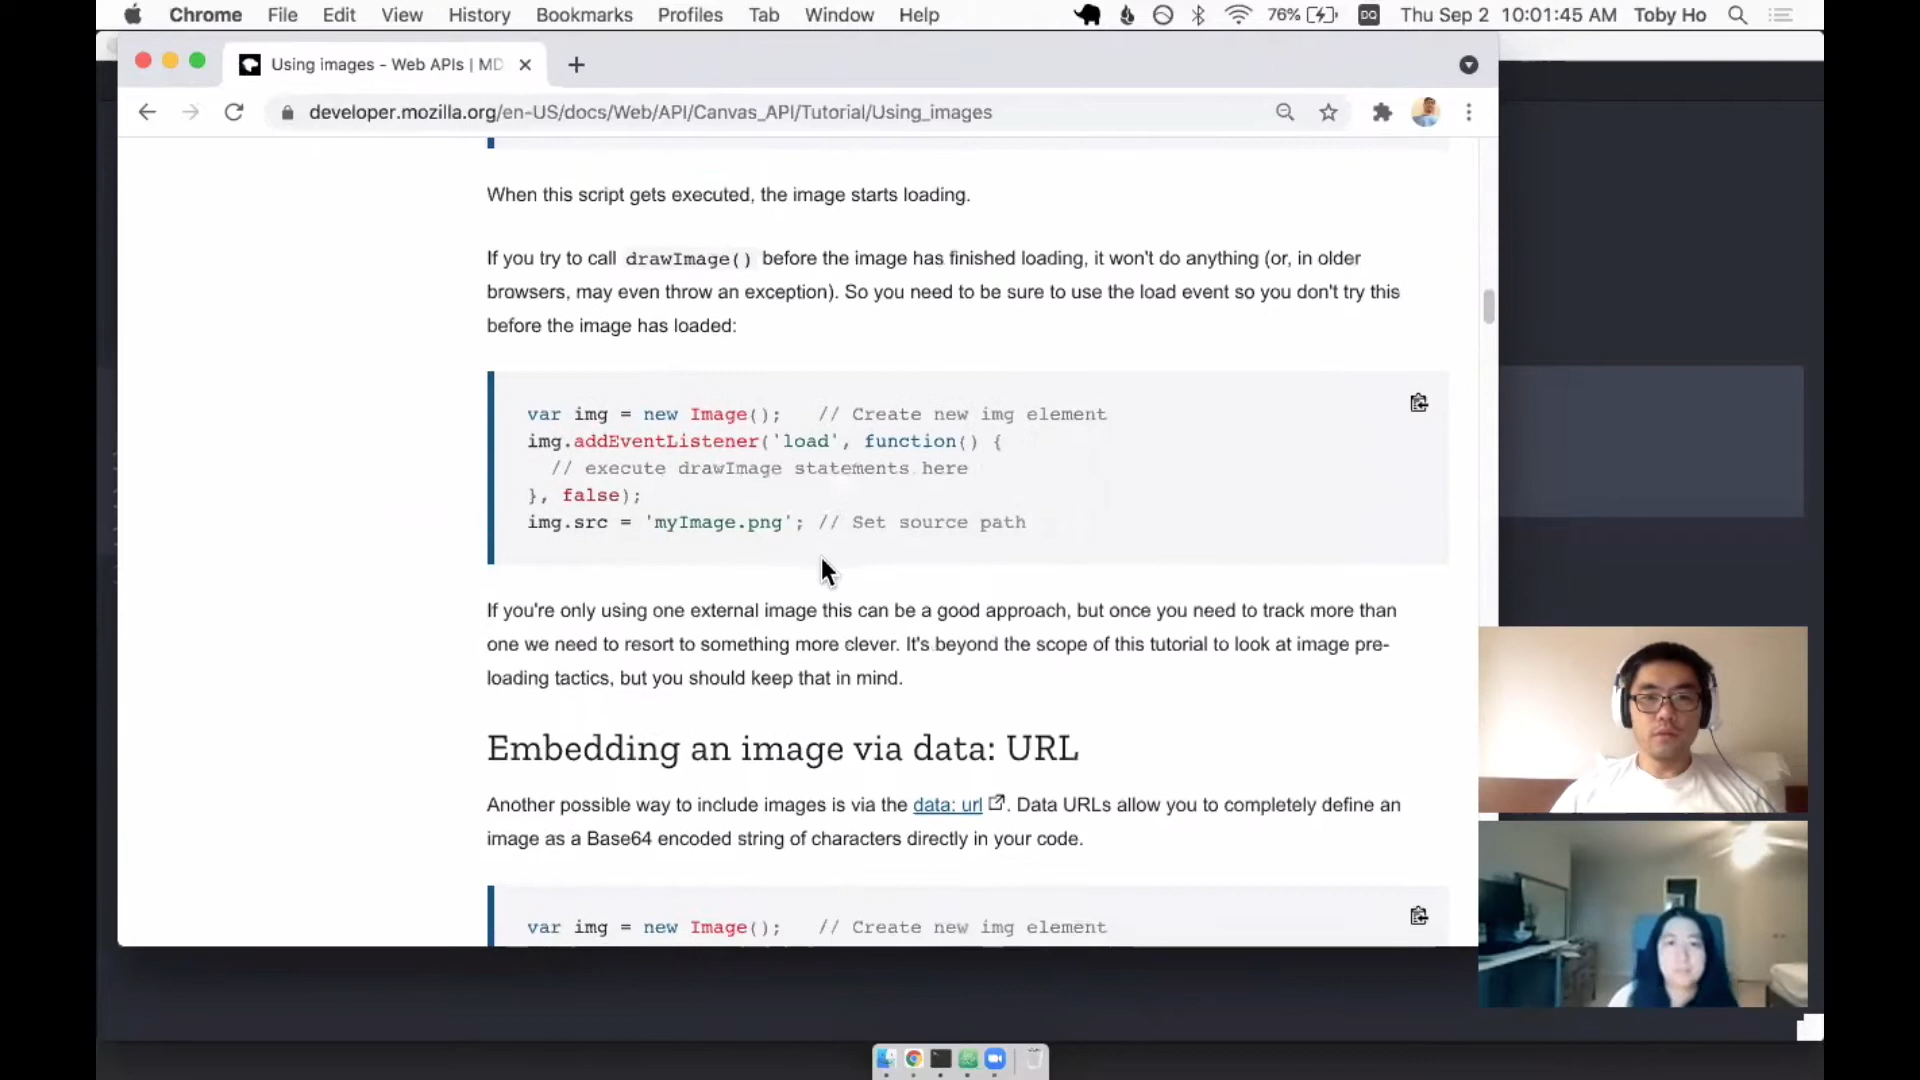 Chrome File Edit View History Bookmarks Profiles Tab Window Help 76% DQ Thu Sep 2 10:01:45 AM Toby Ho
Using images - Web APIs | MD
developer.mozilla.org/en-US/docs/Web/API/Canvas_API/Tutorial/Using_images
When this script gets executed, the image starts loading.
If you try to call drawImage() before the image has finished loading, it won't do anything (or, in older
browsers, may even throw an exception). So you need to be sure to use the load event so you don't try this
before the image has loaded:
var img = new Image();   // Create new img element
img.addEventListener('load', function() {
  // execute drawImage statements here
}, false);
img.src = 'myImage.png'; // Set source path
If you're only using one external image this can be a good approach, but once you need to track more than
one we need to resort to something more clever. It's beyond the scope of this tutorial to look at image pre-
loading tactics, but you should keep that in mind.
Embedding an image via data: URL
Another possible way to include images is via the data: url. Data URLs allow you to completely define an
image as a Base64 encoded string of characters directly in your code.
var img = new Image();   // Create new img element